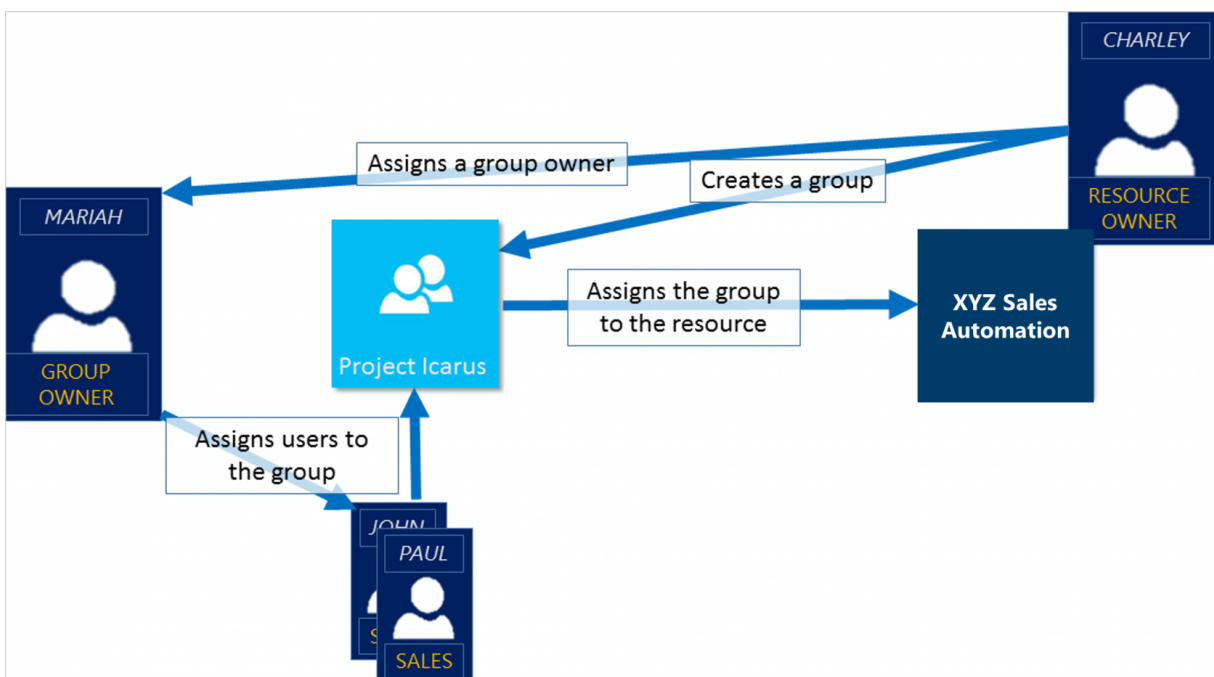 CHARLEY
Assigns a group owner
Creates a group
RESOURCE
OWNER
MARIAH
Assigns the group
to the resource
XYZ Sales
Automation
Project Icarus
GROUP
OWNER
Assigns users to
the group
JOHN
PAUL
S
SALES